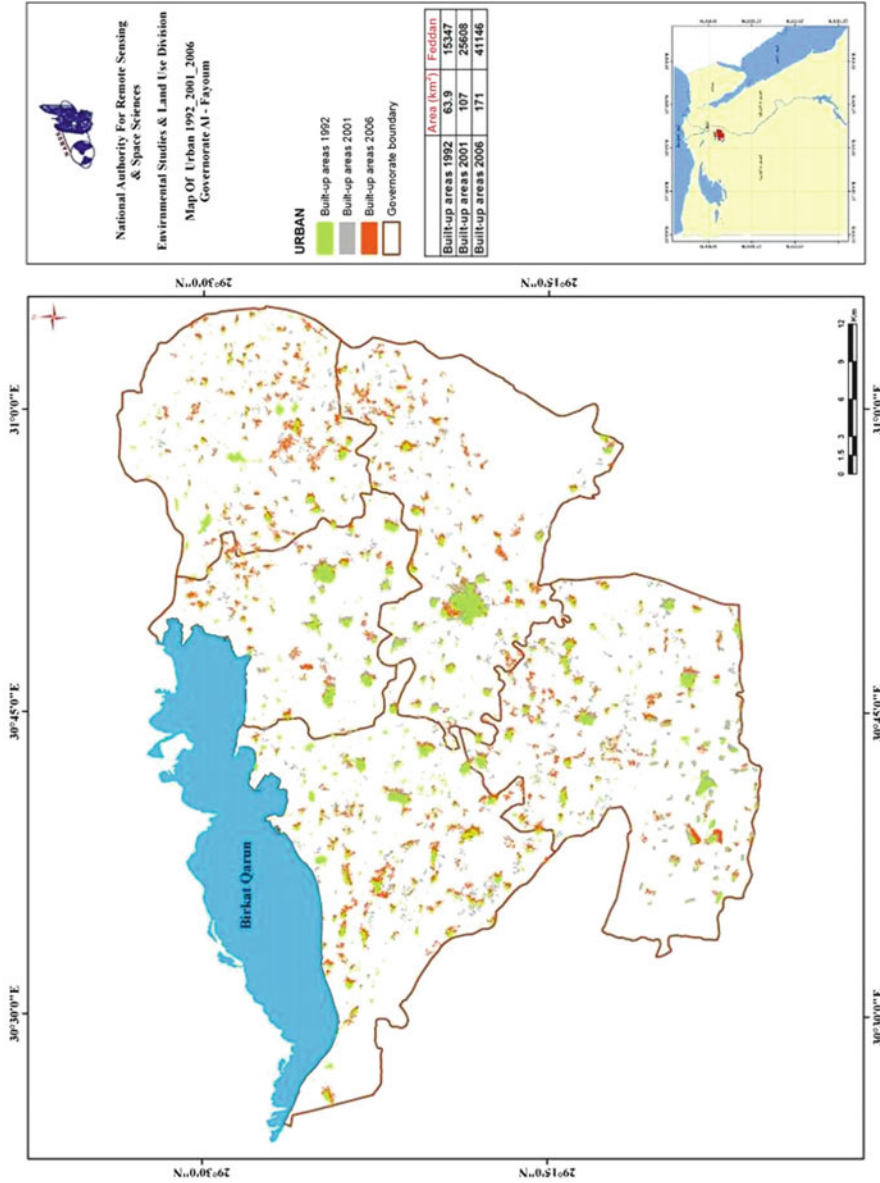 National Authority For Remote Sensing
& Space Sciences
Envirnmental Studies & Land Use Division
Map Of Urban 1992_2001_2006
Governorate Al - Fayoum
URBAN
Built-up areas 1992
Built-up areas 2001
Built-up areas 2006
Governorate boundary
Area (km²) Feddan
Built-up areas 1992 63.9 15347
Built-up areas 2001 107 25608
Built-up areas 2006 171 41146
30°30'0"E 30°45'0"E 31°0'0"E
29°30'0"N 29°30'0"N
Birkat Qarun
29°15'0"N 29°15'0"N
0 1.5 3 6 9 12
Km
30°30'0"E 30°45'0"E 31°0'0"E